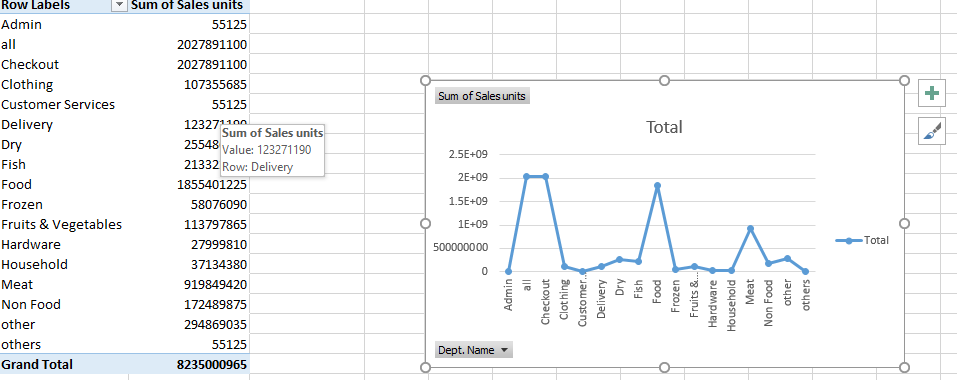 Row Labels Sum of Sales units
Admin 55125
all 2027891100
Checkout 2027891100
Clothing 107355685
Customer Services 55125
Delivery 123271190
Dry 2554
Fish 2133
Food 1855401225
Frozen 58076090
Fruits & Vegetables 113797865
Hardware 27999810
Household 37134380
Meat 919849420
Non Food 172489875
other 294869035
others 55125
Grand Total 8235000965
Sum of Sales units
Value: 123271190
Row: Delivery
Sum of Sales units
Total
2.5E+09
2E+09
1.5E+09
1E+09
500000000
0
Admin
all
Checkout
Clothing
Customer...
Delivery
Dry
Fish
Food
Frozen
Fruits &...
Hardware
Household
Meat
Non Food
other
others
Total
Dept. Name